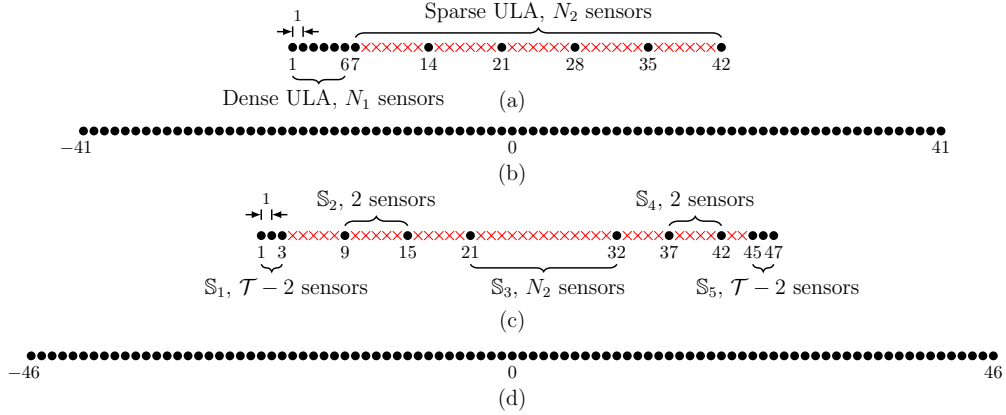 Sparse ULA, N₂ sensors
1
1 67 14 21 28 35 42
Dense ULA, N₁ sensors
(a)
−41 0 41
(b)
𝕊₂, 2 sensors 𝕊₄, 2 sensors
1
1 3 9 15 21 32 37 42 45 47
𝕊₁, 𝒯 − 2 sensors 𝕊₃, N₂ sensors 𝕊₅, 𝒯 − 2 sensors
(c)
−46 0 46
(d)